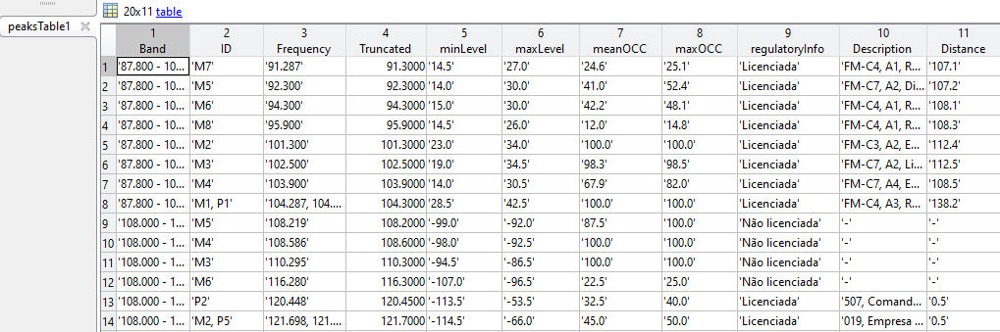 20x11 table
peaksTable1
1 2 3 4 5 6 7 8 9 10 11
Band ID Frequency Truncated minLevel maxLevel meanOCC maxOCC regulatoryInfo Description Distance
1 '87.800 - 10... 'M7' '91.287' 91.3000 '14.5' '27.0' '24.6' '25.1' 'Licenciada' 'FM-C4, A1, R... '107.1'
2 '87.800 - 10... 'M5' '92.300' 92.3000 '14.0' '30.0' '41.0' '52.4' 'Licenciada' 'FM-C7, A2, Di... '107.2'
3 '87.800 - 10... 'M6' '94.300' 94.3000 '15.0' '30.0' '42.2' '48.1' 'Licenciada' 'FM-C4, A1, R... '108.1'
4 '87.800 - 10... 'M8' '95.900' 95.9000 '14.5' '26.0' '12.0' '14.8' 'Licenciada' 'FM-C4, A1, R... '108.3'
5 '87.800 - 10... 'M2' '101.300' 101.3000 '23.0' '34.0' '100.0' '100.0' 'Licenciada' 'FM-C3, A2, E... '112.4'
6 '87.800 - 10... 'M3' '102.500' 102.5000 '19.0' '34.5' '98.3' '98.5' 'Licenciada' 'FM-C7, A2, Li... '112.5'
7 '87.800 - 10... 'M4' '103.900' 103.9000 '14.0' '30.5' '67.9' '82.0' 'Licenciada' 'FM-C7, A4, E... '108.5'
8 '87.800 - 10... 'M1, P1' '104.287, 104.... 104.3000 '28.5' '42.5' '100.0' '100.0' 'Licenciada' 'FM-C4, A3, R... '138.2'
9 '108.000 - 1... 'M5' '108.219' 108.2000 '-99.0' '-92.0' '87.5' '100.0' 'Não licenciada' '-' '-'
10 '108.000 - 1... 'M4' '108.586' 108.6000 '-98.0' '-92.5' '100.0' '100.0' 'Não licenciada' '-' '-'
11 '108.000 - 1... 'M3' '110.295' 110.3000 '-94.5' '-86.5' '100.0' '100.0' 'Não licenciada' '-' '-'
12 '108.000 - 1... 'M6' '116.280' 116.3000 '-107.0' '-96.5' '22.5' '25.0' 'Não licenciada' '-' '-'
13 '108.000 - 1... 'P2' '120.448' 120.4500 '-113.5' '-53.5' '32.5' '40.0' 'Licenciada' '507, Comand... '0.5'
14 '108.000 - 1... 'M2, P5' '121.698, 121.... 121.7000 '-114.5' '-66.0' '45.0' '50.0' 'Licenciada' '019, Empresa ... '0.5'